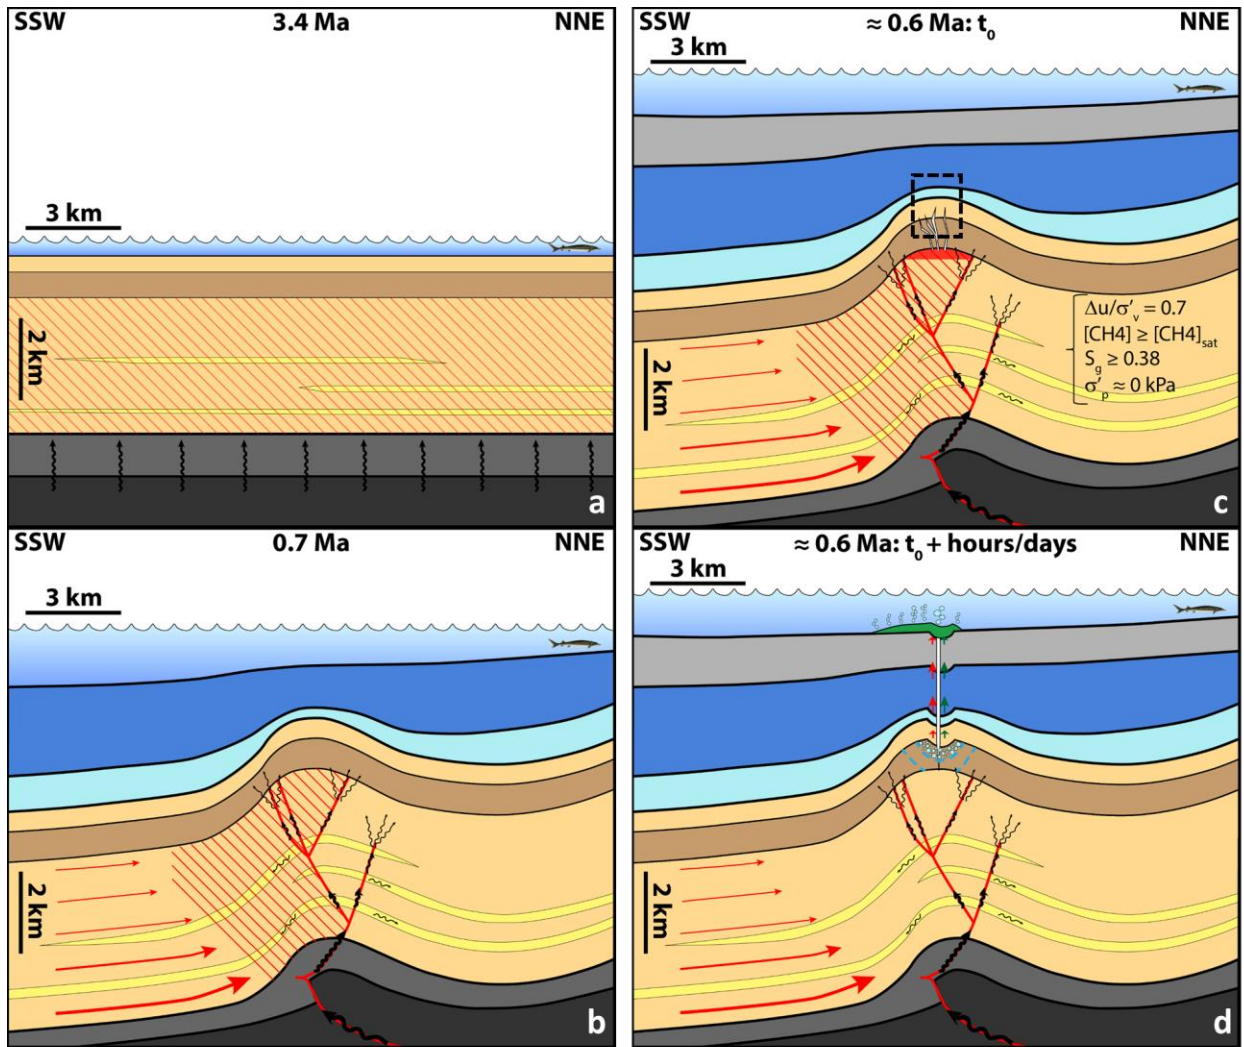 SSW 3.4 Ma NNE
3 km
2 km
a
SSW 0.7 Ma NNE
3 km
2 km
b
SSW ≈ 0.6 Ma: t₀ NNE
3 km
Δu/σ'ᵥ = 0.7
[CH4] ≥ [CH4]sat
Sg ≥ 0.38
σ'p ≈ 0 kPa
2 km
c
SSW ≈ 0.6 Ma: t₀ + hours/days NNE
3 km
2 km
d